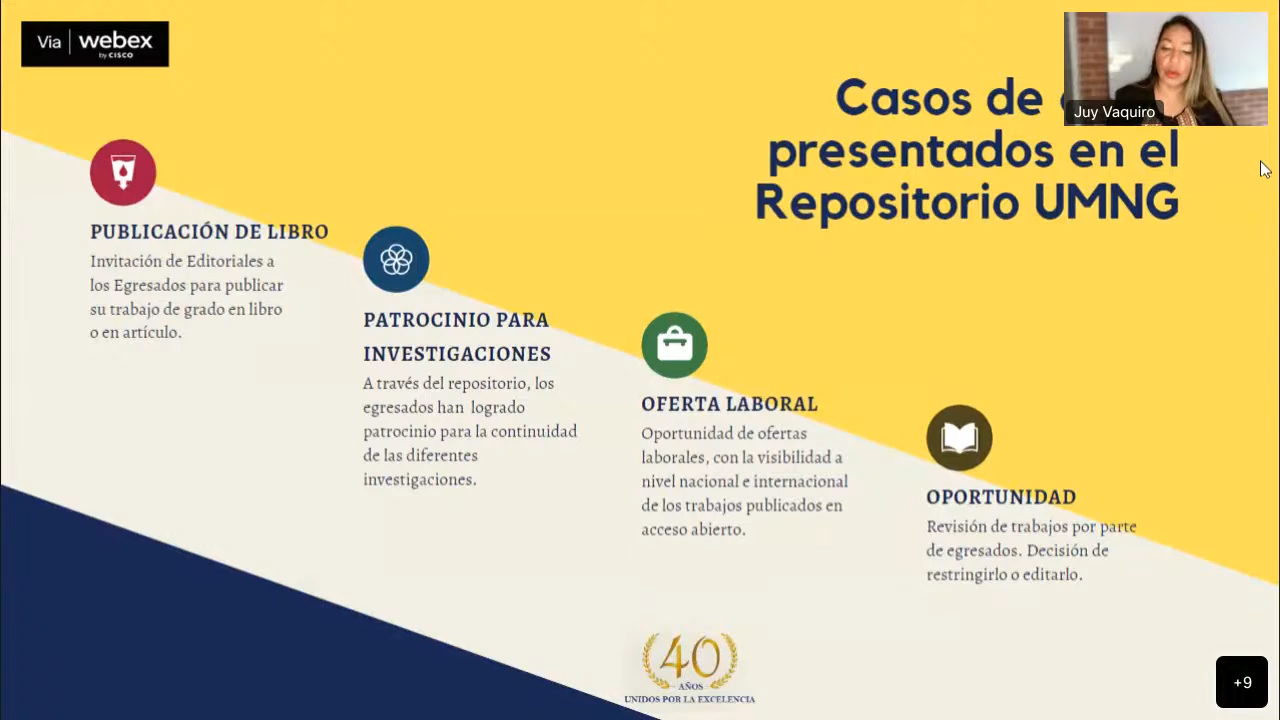 Via | webex
by CISCO
Casos de
presentados en el
Repositorio UMNG
Juy Vaquiro
PUBLICACIÓN DE LIBRO
Invitación de Editoriales a
los Egresados para publicar
su trabajo de grado en libro
o en artículo.
PATROCINIO PARA
INVESTIGACIONES
A través del repositorio, los
egresados han logrado
patrocinio para la continuidad
de las diferentes
investigaciones.
OFERTA LABORAL
Oportunidad de ofertas
laborales, con la visibilidad a
nivel nacional e internacional
de los trabajos publicados en
acceso abierto.
OPORTUNIDAD
Revisión de trabajos por parte
de egresados. Decisión de
restringirlo o editarlo.
40
AÑOS
UNIDOS POR LA EXCELENCIA
+9